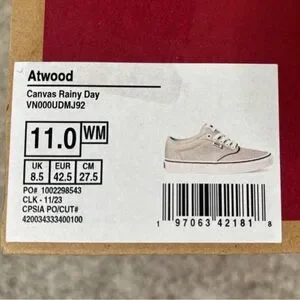 Atwood
Canvas Rainy Day
VN000UDMJ92
11.0 WM
UK EUR CM
8.5 42.5 27.5
PO# 1002298543
CLK - 11/23
CPSIA PO/CUT#
420034333400100
1 97063 42181 8